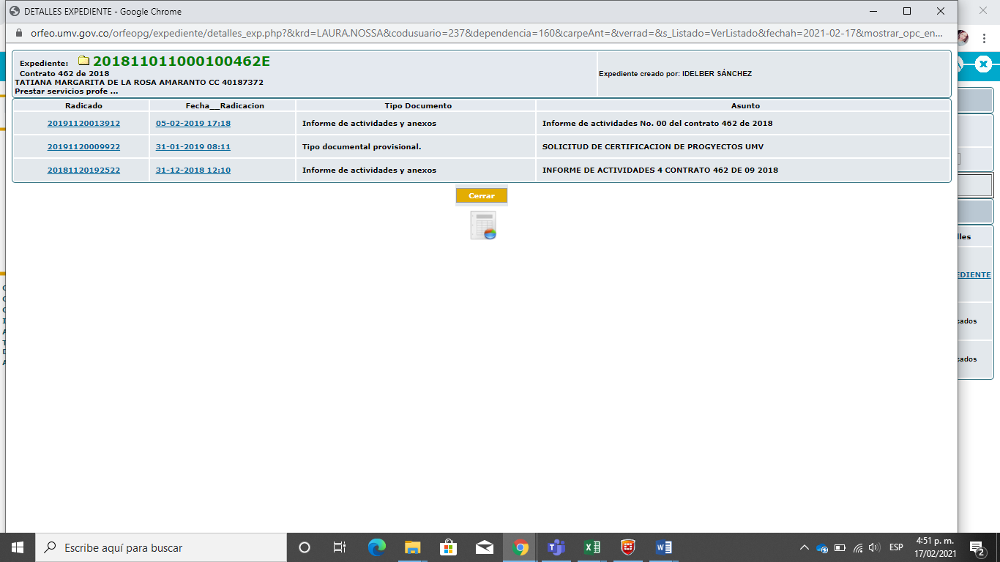 DETALLES EXPEDIENTE - Google Chrome
orfeo.umv.gov.co/orfeopg/expediente/detalles_exp.php?&krd=LAURA.NOSSA&codusuario=237&dependencia=160&carpeAnt=&verrad=&s_Listado=VerListado&fechah=2021-02-17&mostrar_opc_en...
Expediente: 201811011000100462E
Contrato 462 de 2018
TATIANA MARGARITA DE LA ROSA AMARANTO CC 40187372
Prestar servicios profe ...
Expediente creado por: IDELBER SÁNCHEZ
Radicado Fecha__Radicacion Tipo Documento Asunto
20191120013912 05-02-2019 17:18 Informe de actividades y anexos Informe de actividades No. 00 del contrato 462 de 2018
20191120009922 31-01-2019 08:11 Tipo documental provisional. SOLICITUD DE CERTIFICACION DE PROGYECTOS UMV
20181120192522 31-12-2018 12:10 Informe de actividades y anexos INFORME DE ACTIVIDADES 4 CONTRATO 462 DE 09 2018
Cerrar
lles
EDIENTE
cados
cados
Escribe aquí para buscar
ESP
4:51 p. m.
17/02/2021
2